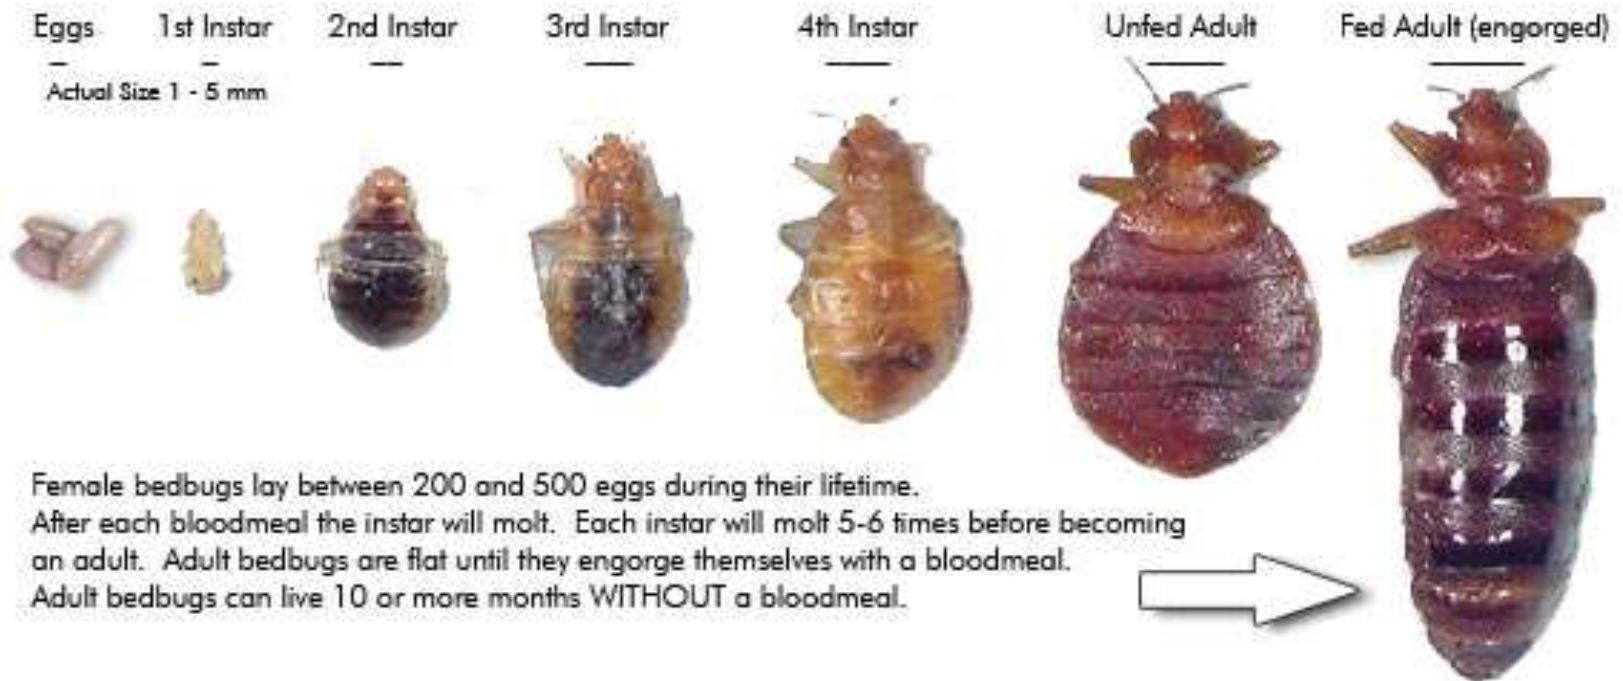 Eggs 1st Instar 2nd Instar 3rd Instar 4th Instar Unfed Adult Fed Adult (engorged)
Actual Size 1 - 5 mm
Female bedbugs lay between 200 and 500 eggs during their lifetime.
After each bloodmeal the instar will molt. Each instar will molt 5-6 times before becoming
an adult. Adult bedbugs are flat until they engorge themselves with a bloodmeal.
Adult bedbugs can live 10 or more months WITHOUT a bloodmeal.